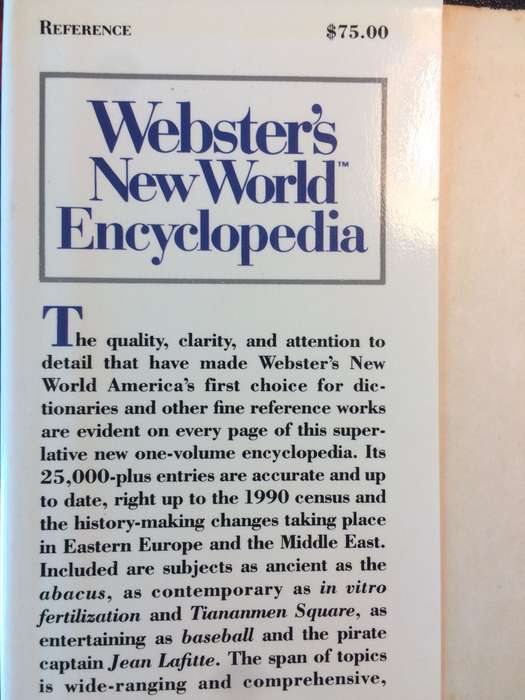 REFERENCE $75.00
Webster's
New World™
Encyclopedia
The quality, clarity, and attention to
detail that have made Webster's New
World America's first choice for dic-
tionaries and other fine reference works
are evident on every page of this super-
lative new one-volume encyclopedia. Its
25,000-plus entries are accurate and up
to date, right up to the 1990 census and
the history-making changes taking place
in Eastern Europe and the Middle East.
Included are subjects as ancient as the
abacus, as contemporary as in vitro
fertilization and Tiananmen Square, as
entertaining as baseball and the pirate
captain Jean Lafitte. The span of topics
is wide-ranging and comprehensive,